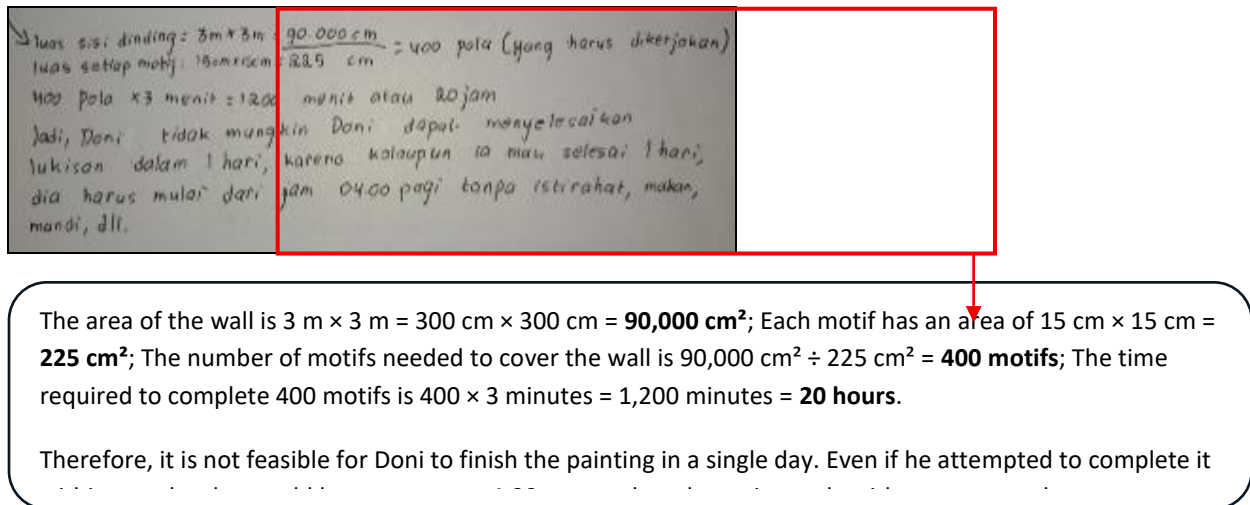 luas sisi dinding = 3m x 3m = 90.000 cm = 400 pola (yang harus dikerjakan)
luas setiap motif : 15cm x 15cm = 225 cm
400 pola x 3 menit = 1200 menit atau 20 jam
Jadi, Doni tidak mungkin Doni dapat menyelesaikan
lukisan dalam 1 hari, karena kalaupun ia mau selesai 1 hari,
dia harus mulai dari jam 04.00 pagi tanpa istirahat, makan,
mandi, dll.
The area of the wall is 3 m × 3 m = 300 cm × 300 cm = 90,000 cm²; Each motif has an area of 15 cm × 15 cm =
225 cm²; The number of motifs needed to cover the wall is 90,000 cm² ÷ 225 cm² = 400 motifs; The time
required to complete 400 motifs is 400 × 3 minutes = 1,200 minutes = 20 hours.
Therefore, it is not feasible for Doni to finish the painting in a single day. Even if he attempted to complete it